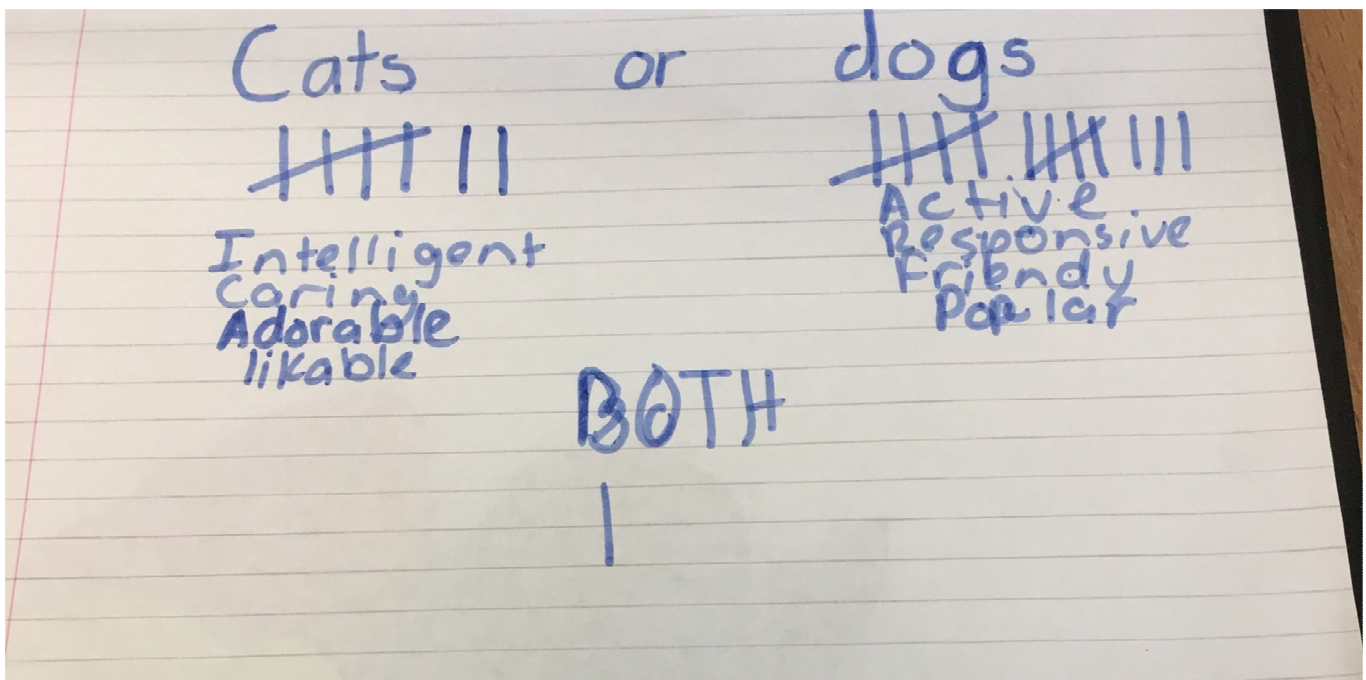 Cats or dogs
Intelligent
Caring
Adorable
likable
Active
Responsive
Friendy
Poplar
BOTH